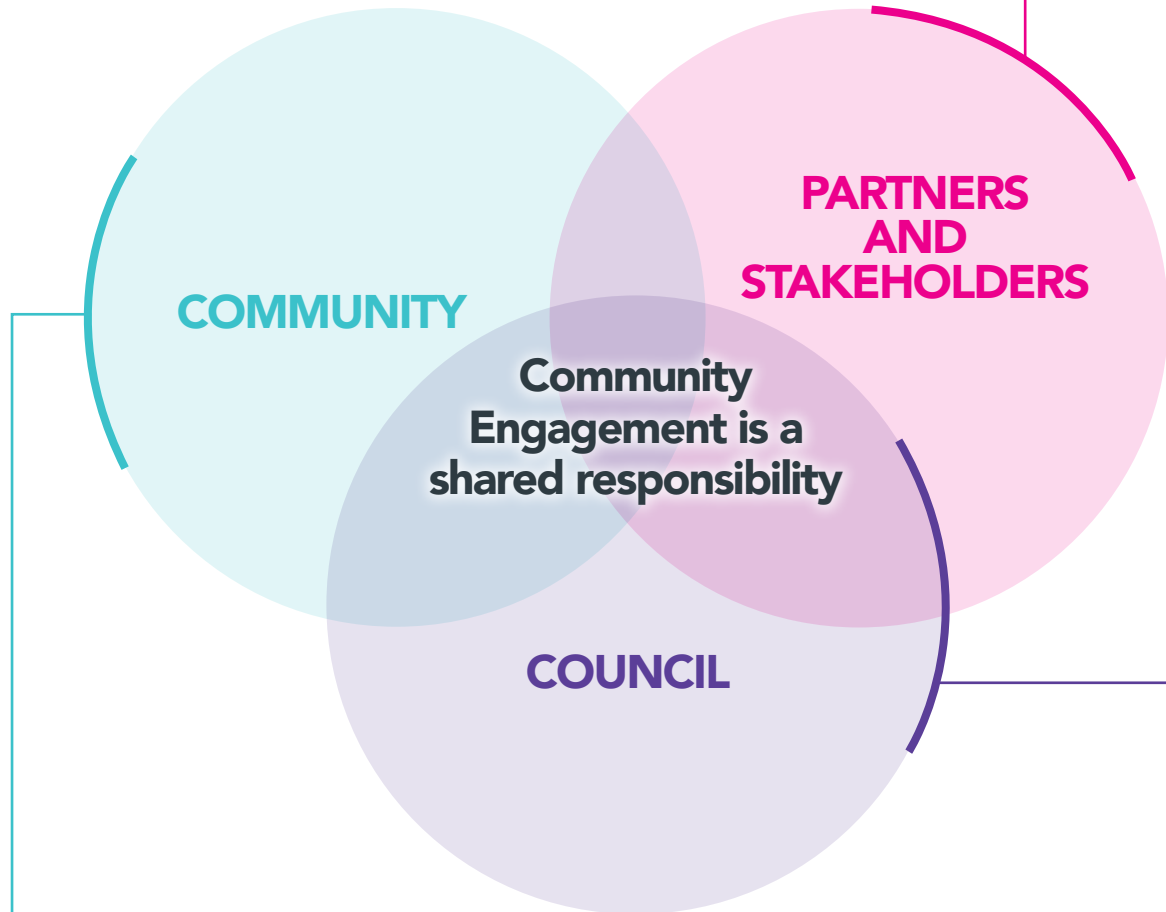 COMMUNITY
PARTNERS
AND
STAKEHOLDERS
Community
Engagement is a
shared responsibility
COUNCIL